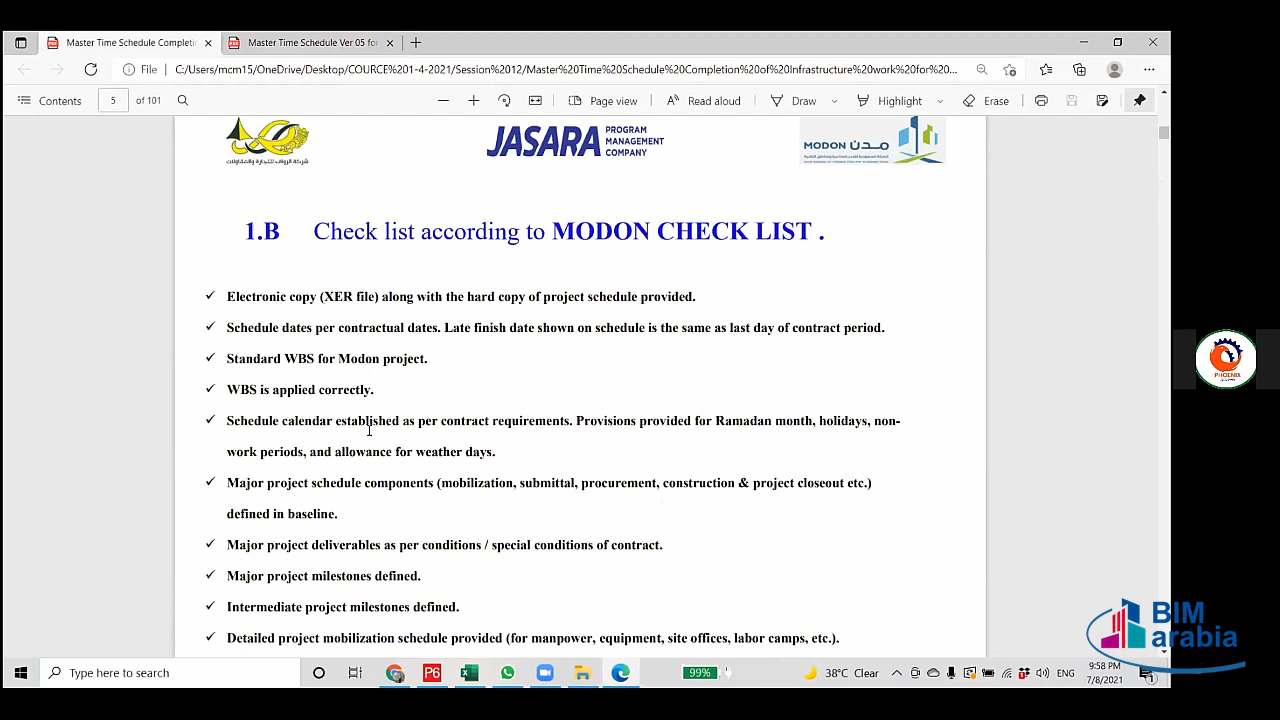 Master Time Schedule Completi
Master Time Schedule Ver 05 fo
File
C:/Users/mcm15/OneDrive/Desktop/COURCE%201-4-2021/Session%2012/Master%20Time%20Schedule%20Completion%20of%20Infrastructure%20work%20for%20...
Contents
5
of 101
Page view
Read aloud
Draw
Highlight
Erase
شركة الرواف للتجارة والمقاولات
JASARA PROGRAM
MANAGEMENT
COMPANY
MODON مدن
1.B Check list according to MODON CHECK LIST .
✓ Electronic copy (XER file) along with the hard copy of project schedule provided.
✓ Schedule dates per contractual dates. Late finish date shown on schedule is the same as last day of contract period.
✓ Standard WBS for Modon project.
✓ WBS is applied correctly.
✓ Schedule calendar established as per contract requirements. Provisions provided for Ramadan month, holidays, non-
work periods, and allowance for weather days.
✓ Major project schedule components (mobilization, submittal, procurement, construction & project closeout etc.)
defined in baseline.
✓ Major project deliverables as per conditions / special conditions of contract.
✓ Major project milestones defined.
✓ Intermediate project milestones defined.
✓ Detailed project mobilization schedule provided (for manpower, equipment, site offices, labor camps, etc.).
PHOENIX
BIM
arabia
Type here to search
P6
99%
38°C Clear
ENG
9:58 PM
7/8/2021
1